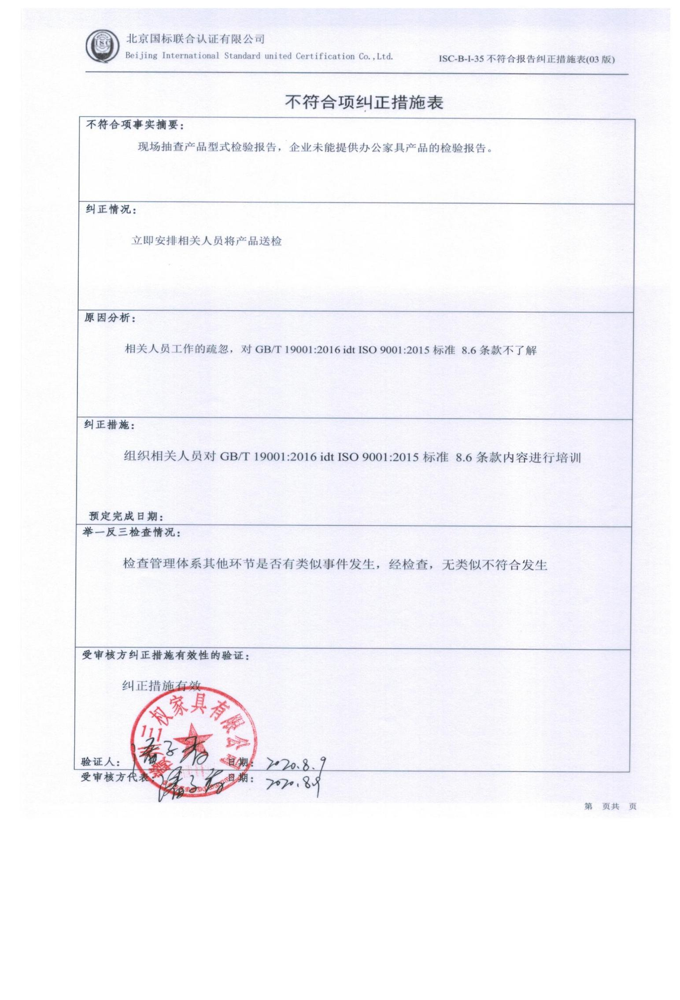 ISC
北京国标联合认证有限公司
Beijing International Standard united Certification Co.,Ltd.
ISC-B-I-35 不符合报告纠正措施表(03 版)
不符合项纠正措施表
不符合项事实摘要：
现场抽查产品型式检验报告，企业未能提供办公家具产品的检验报告。
纠正情况：
立即安排相关人员将产品送检
原因分析：
相关人员工作的疏忽，对 GB/T 19001:2016 idt ISO 9001:2015 标准 8.6 条款不了解
纠正措施：
组织相关人员对 GB/T 19001:2016 idt ISO 9001:2015 标准 8.6 条款内容进行培训
预定完成日期：
举一反三检查情况：
检查管理体系其他环节是否有类似事件发生，经检查，无类似不符合发生
受审核方纠正措施有效性的验证：
纠正措施有效
权家具有限公司
验证人： 日期： 2020.8.9
受审核方代表： 日期： 2020.8.9
第 页共 页